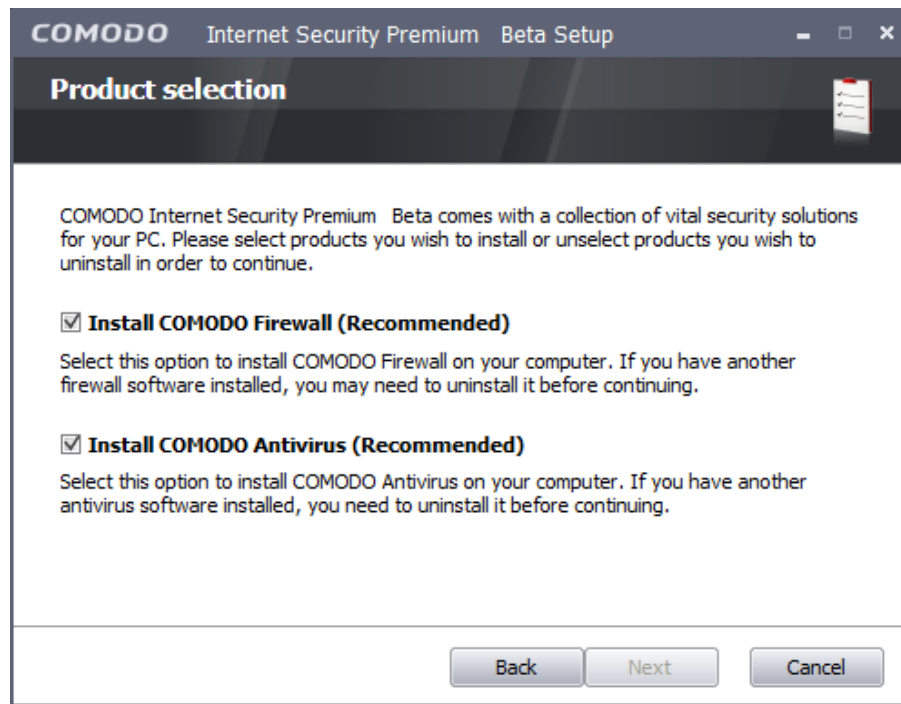 COMODO Internet Security Premium Beta Setup
Product selection
COMODO Internet Security Premium Beta comes with a collection of vital security solutions
for your PC. Please select products you wish to install or unselect products you wish to
uninstall in order to continue.
Install COMODO Firewall (Recommended)
Select this option to install COMODO Firewall on your computer. If you have another
firewall software installed, you may need to uninstall it before continuing.
Install COMODO Antivirus (Recommended)
Select this option to install COMODO Antivirus on your computer. If you have another
antivirus software installed, you need to uninstall it before continuing.
Back Next Cancel